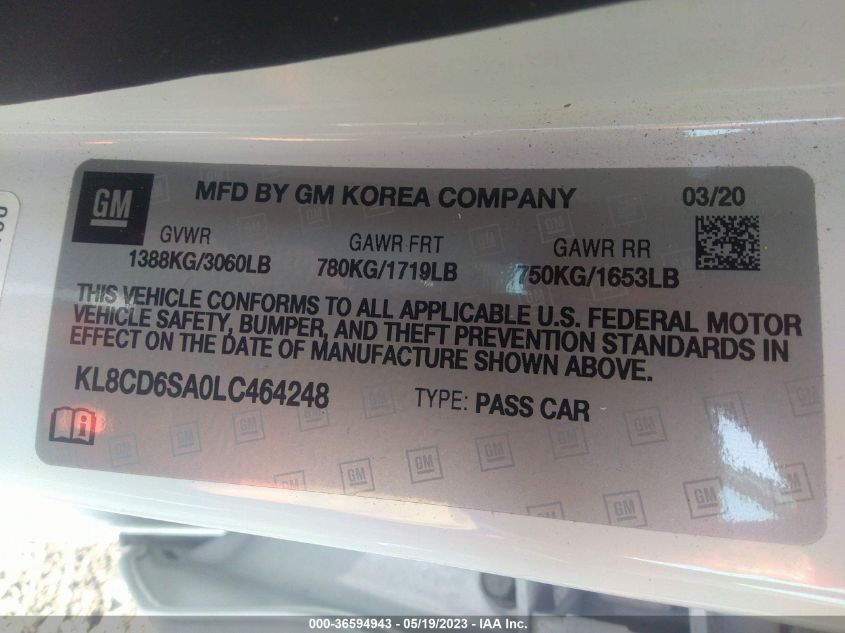 GM
MFD BY GM KOREA COMPANY 03/20
GVWR GAWR FRT GAWR RR
1388KG/3060LB 780KG/1719LB 750KG/1653LB
THIS VEHICLE CONFORMS TO ALL APPLICABLE U.S. FEDERAL MOTOR
VEHICLE SAFETY, BUMPER, AND THEFT PREVENTION STANDARDS IN
EFFECT ON THE DATE OF MANUFACTURE SHOWN ABOVE.
KL8CD6SA0LC464248 TYPE: PASS CAR
000-36594943 - 05/19/2023 - IAA Inc.